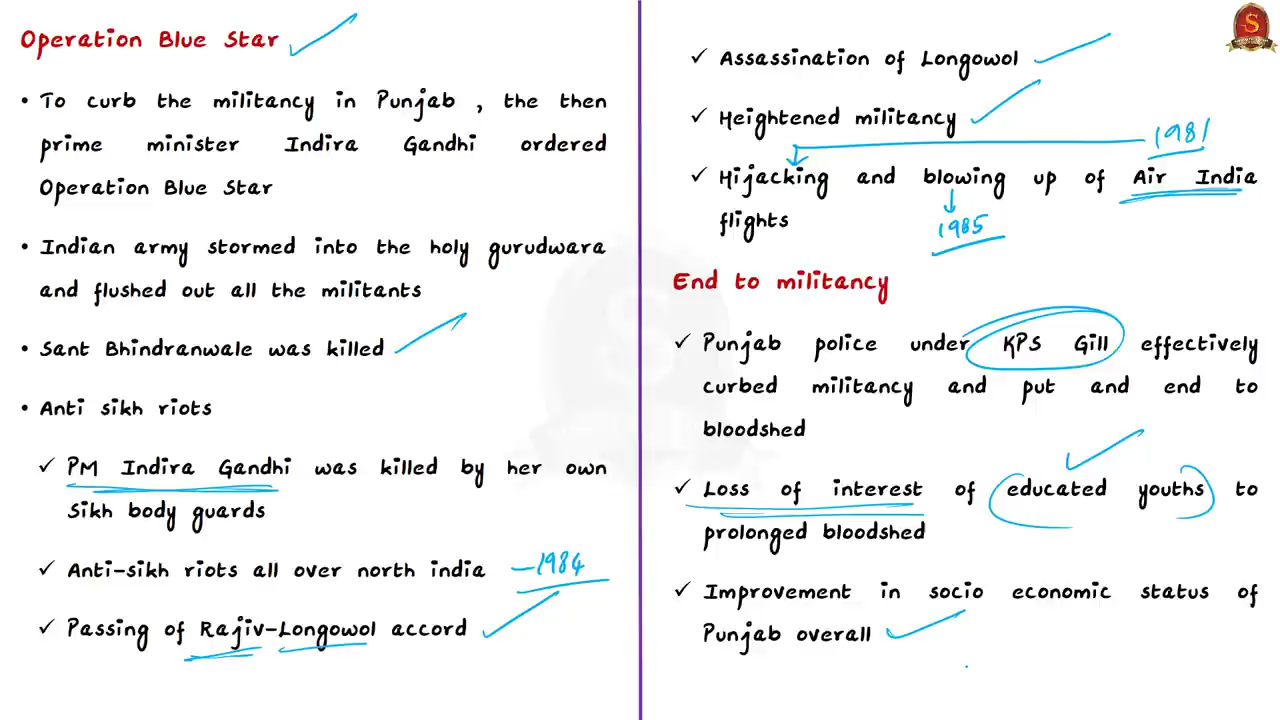 Operation Blue Star
• To curb the militancy in Punjab , the then
prime minister Indira Gandhi ordered
Operation Blue Star
• Indian army stormed into the holy gurudwara
and flushed out all the militants
• Sant Bhindranwale was killed
• Anti sikh riots
✓ PM Indira Gandhi was killed by her own
sikh body guards
✓ Anti-sikh riots all over north india – 1984
✓ Passing of Rajiv-Longowol accord
✓ Assassination of Longowol
✓ Heightened militancy
1981
✓ Hijacking and blowing up of Air India
flights
1985
End to militancy
✓ Punjab police under KPS Gill effectively
curbed militancy and put and end to
bloodshed
✓ Loss of interest of educated youths to
prolonged bloodshed
✓ Improvement in socio economic status of
Punjab overall
S